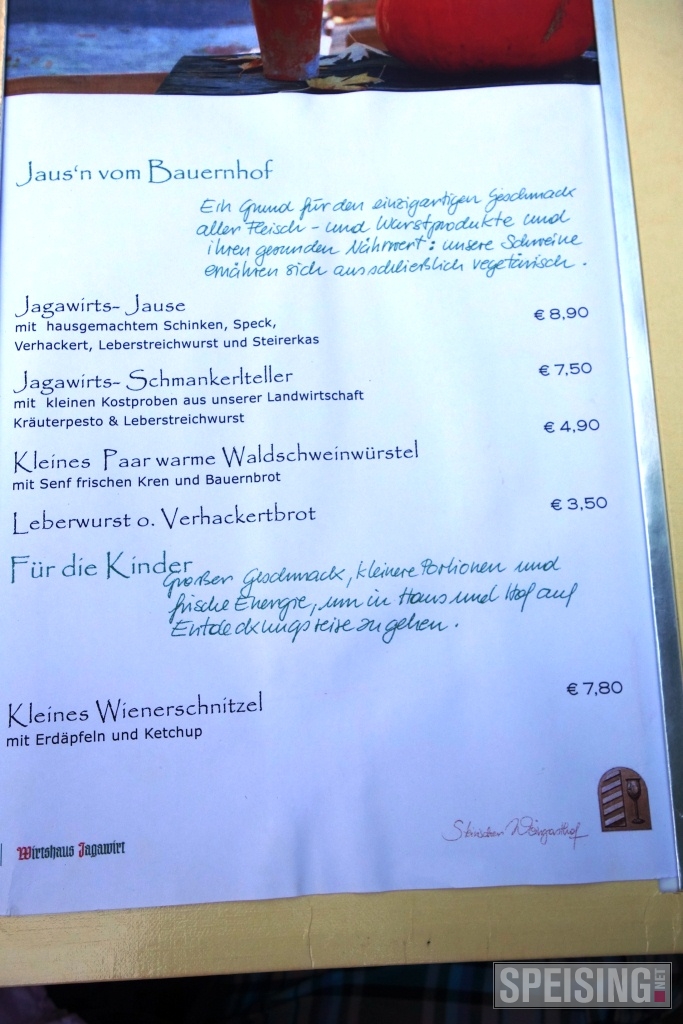 Jaus'n vom Bauernhof
Ein Grund für den einzigartigen Geschmack
aller Fleisch- und Wurstprodukte und
ihren gesunden Nährwert: unsere Schweine
ernähren sich ausschließlich vegetarisch.
Jagawirts- Jause € 8,90
mit hausgemachtem Schinken, Speck,
Verhackert, Leberstreichwurst und Steirerkas
Jagawirts- Schmankerlteller € 7,50
mit kleinen Kostproben aus unserer Landwirtschaft
Kräuterpesto & Leberstreichwurst
Kleines Paar warme Waldschweinwürstel € 4,90
mit Senf frischen Kren und Bauernbrot
Leberwurst o. Verhackertbrot € 3,50
Für die Kinder
Großer Geschmack, kleinere Portionen und
frische Energie, um in Haus und Hof auf
Entdeckungsreise zu gehen.
Kleines Wienerschnitzel € 7,80
mit Erdäpfeln und Ketchup
Wirtshaus Jagawirt
SPEISING.NET